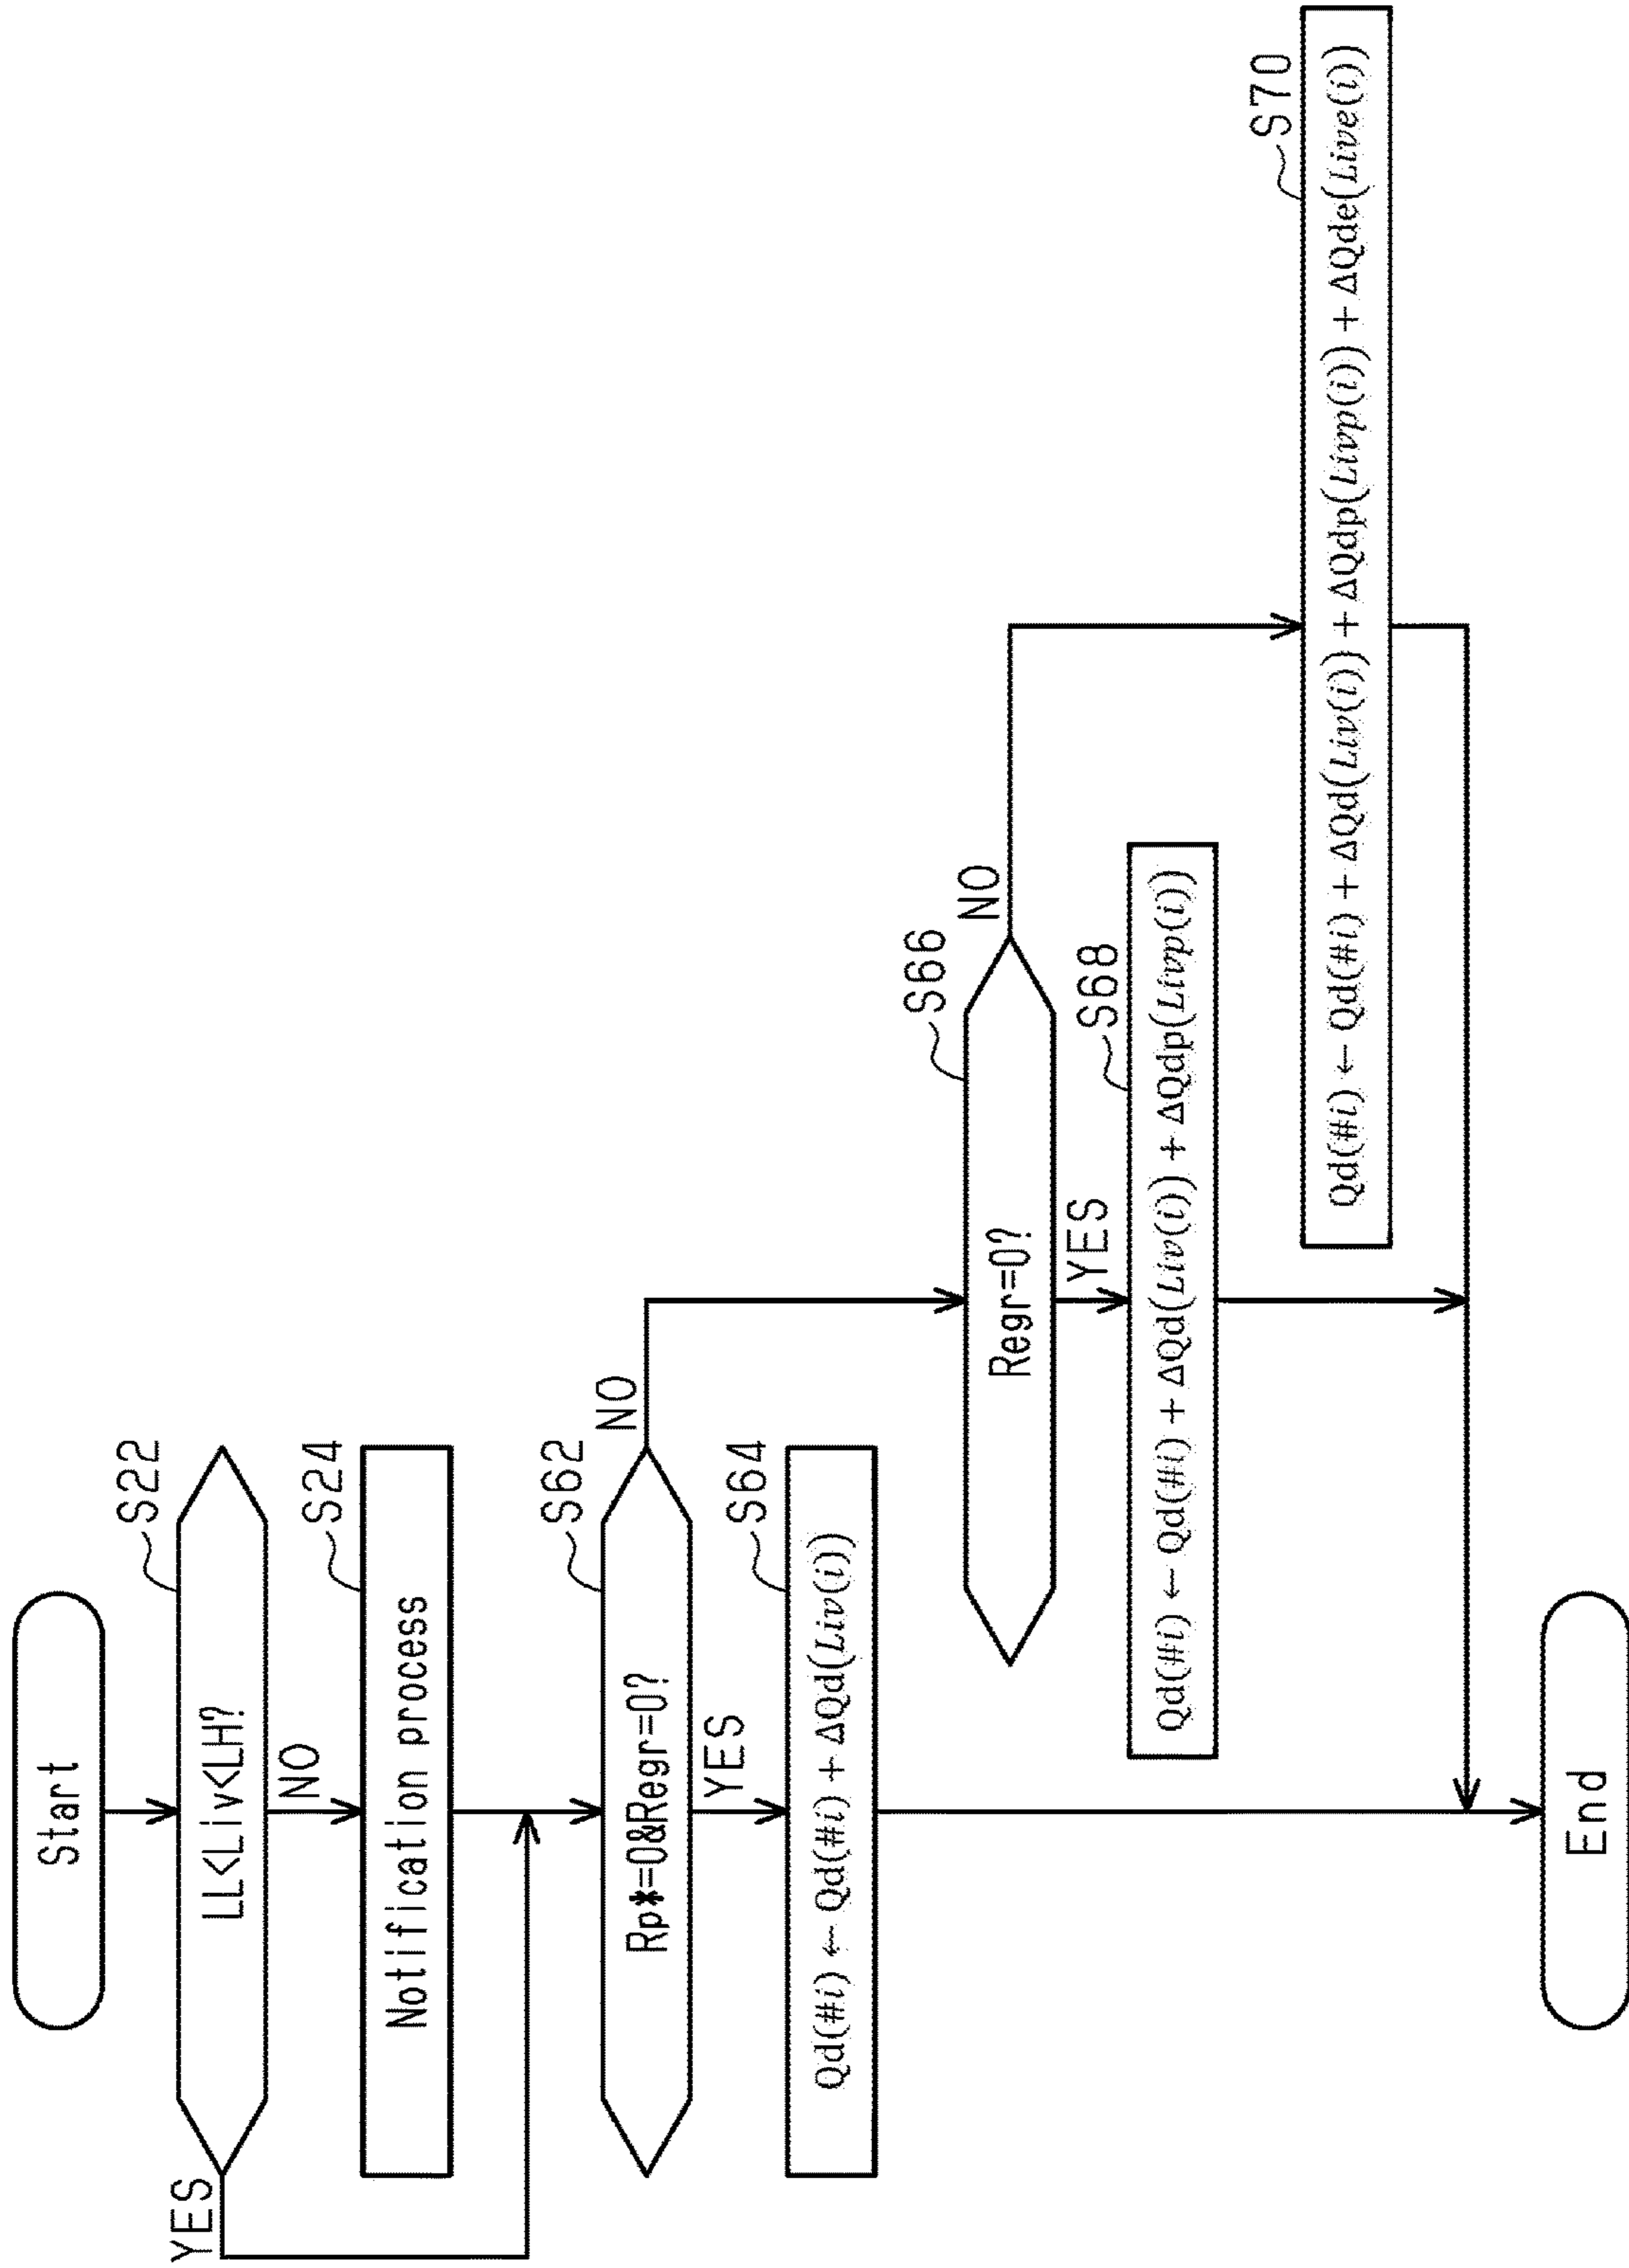 Start
S22
LL<Liv<LH?
YES
NO
S24
Notification process
S62
Rp*=0&Regr=0?
NO
YES
S64
Qd(#i) ← Qd(#i) + ΔQd(Liv(i))
S66
Regr=0?
NO
YES
S68
Qd(#i) ← Qd(#i) + ΔQd(Liv(i)) + ΔQdp(Livp(i))
S70
Qd(#i) ← Qd(#i) + ΔQd(Liv(i)) + ΔQdp(Livp(i)) + ΔQde(Live(i))
End